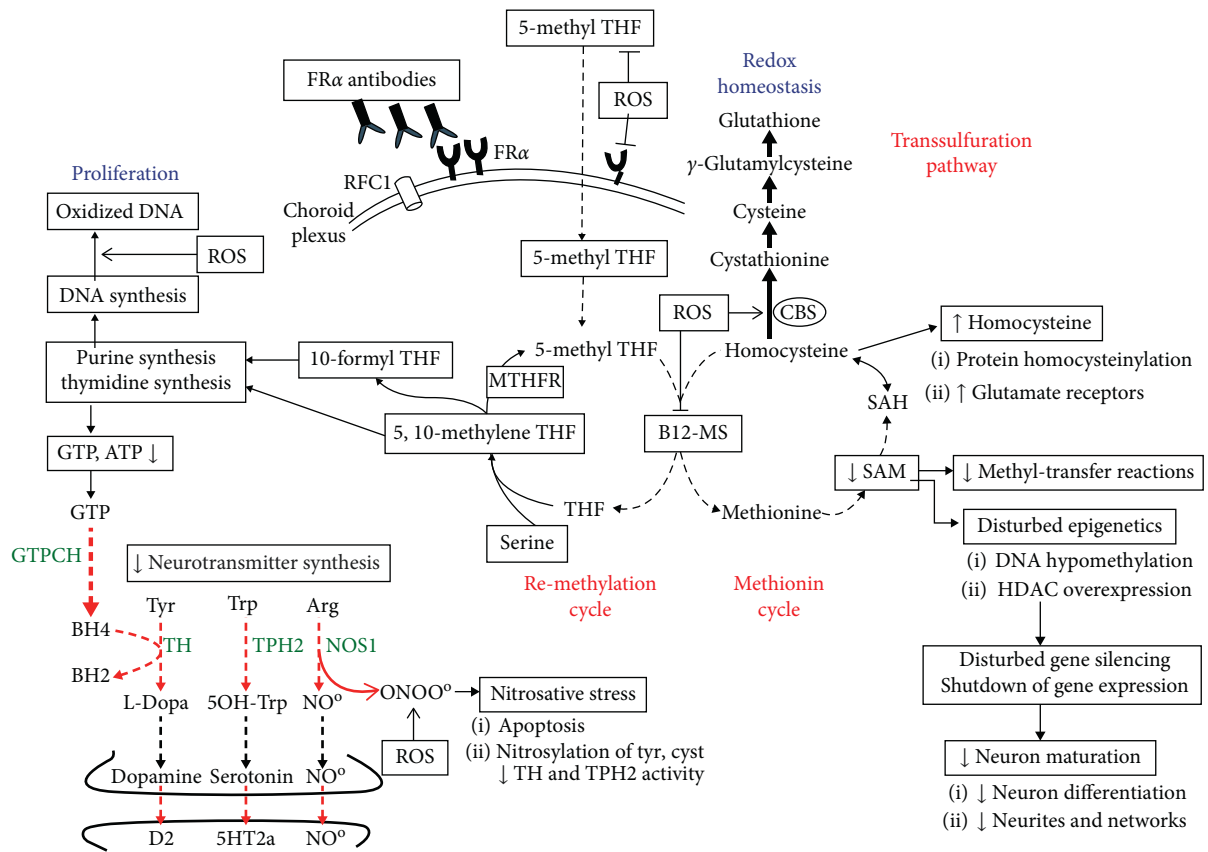 5-methyl THF
FRα antibodies
ROS
Redox
homeostasis
Glutathione
γ-Glutamylcysteine
Cysteine
Cystathionine
Transsulfuration
pathway
FRα
RFC1
Choroid
plexus
Proliferation
Oxidized DNA
ROS
DNA synthesis
5-methyl THF
ROS
CBS
Purine synthesis
thymidine synthesis
10-formyl THF
5-methyl THF
Homocysteine
↑ Homocysteine
(i) Protein homocysteinylation
(ii) ↑ Glutamate receptors
MTHFR
SAH
5, 10-methylene THF
B12-MS
GTP, ATP ↓
↓ SAM
↓ Methyl-transfer reactions
GTP
THF
Methionine
Serine
Disturbed epigenetics
(i) DNA hypomethylation
(ii) HDAC overexpression
GTPCH
↓ Neurotransmitter synthesis
Re-methylation
cycle
Methionin
cycle
Tyr
Trp
Arg
BH4
TH
TPH2
NOS1
BH2
L-Dopa
5OH-Trp
NO°
ONOO°
Nitrosative stress
(i) Apoptosis
(ii) Nitrosylation of tyr, cyst
↓ TH and TPH2 activity
ROS
Disturbed gene silencing
Shutdown of gene expression
↓ Neuron maturation
(i) ↓ Neuron differentiation
(ii) ↓ Neurites and networks
Dopamine
Serotonin
NO°
D2
5HT2a
NO°